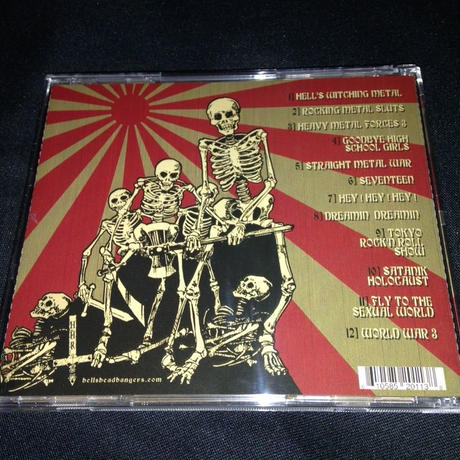 1) HELL'S WITCHING METAL
2) ROCKING METAL SLUTS
3) HEAVY METAL FORCES 3
4) GOODBYE HIGH
SCHOOL GIRLS
5) STRAIGHT METAL WAR
6) SEVENTEEN
7) HEY! HEY! HEY!
8) DREAMIN DREAMIN
9) TOKYO
ROCK'N ROLL
SHOW
10) SATANIK
HOLOCAUST
11) FLY TO THE
SEXUAL WORLD
12) WORLD WAR 3
hellsheadbangers.com